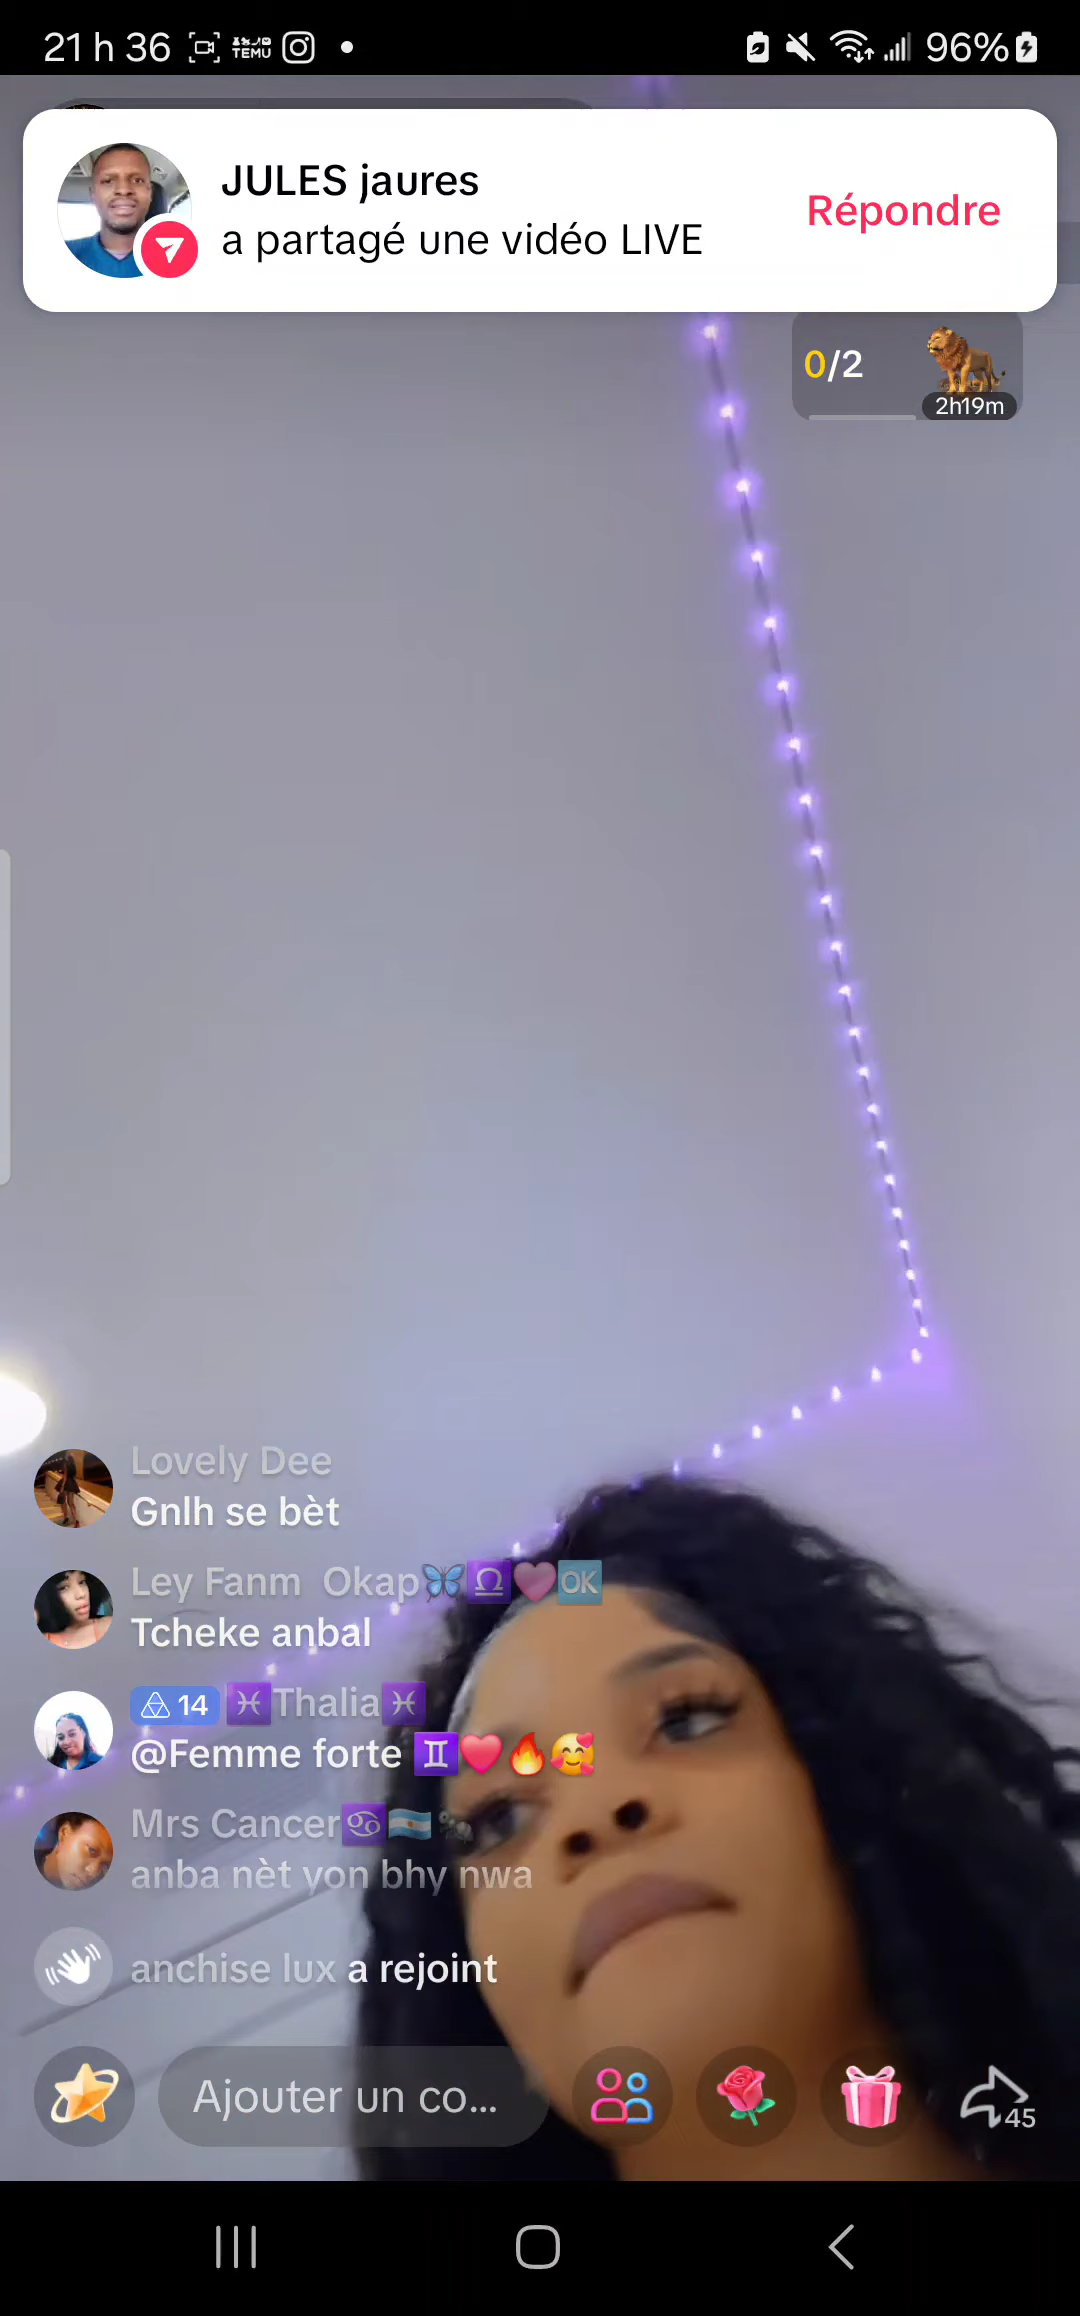 21 h 36
TEMU
96%
JULES jaures
a partagé une vidéo LIVE
Répondre
0/2
2h19m
Lovely Dee
Gnlh se bèt
Ley Fanm Okap🦋♎🩷🆗
Tcheke anbal
14 ♓Thalia♓
@Femme forte ♊❤️🔥🥰
Mrs Cancer♋🇦🇷
anba nèt yon bhy nwa
anchise lux a rejoint
Ajouter un co...
45